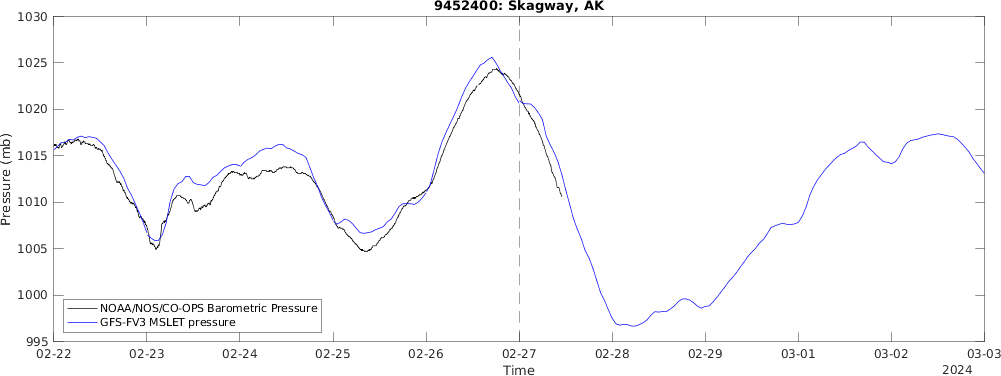 9452400: Skagway, AK
Pressure (mb)
1030
1025
1020
1015
1010
1005
1000
995
NOAA/NOS/CO-OPS Barometric Pressure
GFS-FV3 MSLET pressure
02-22 02-23 02-24 02-25 02-26 02-27 02-28 02-29 03-01 03-02 03-03
Time
2024